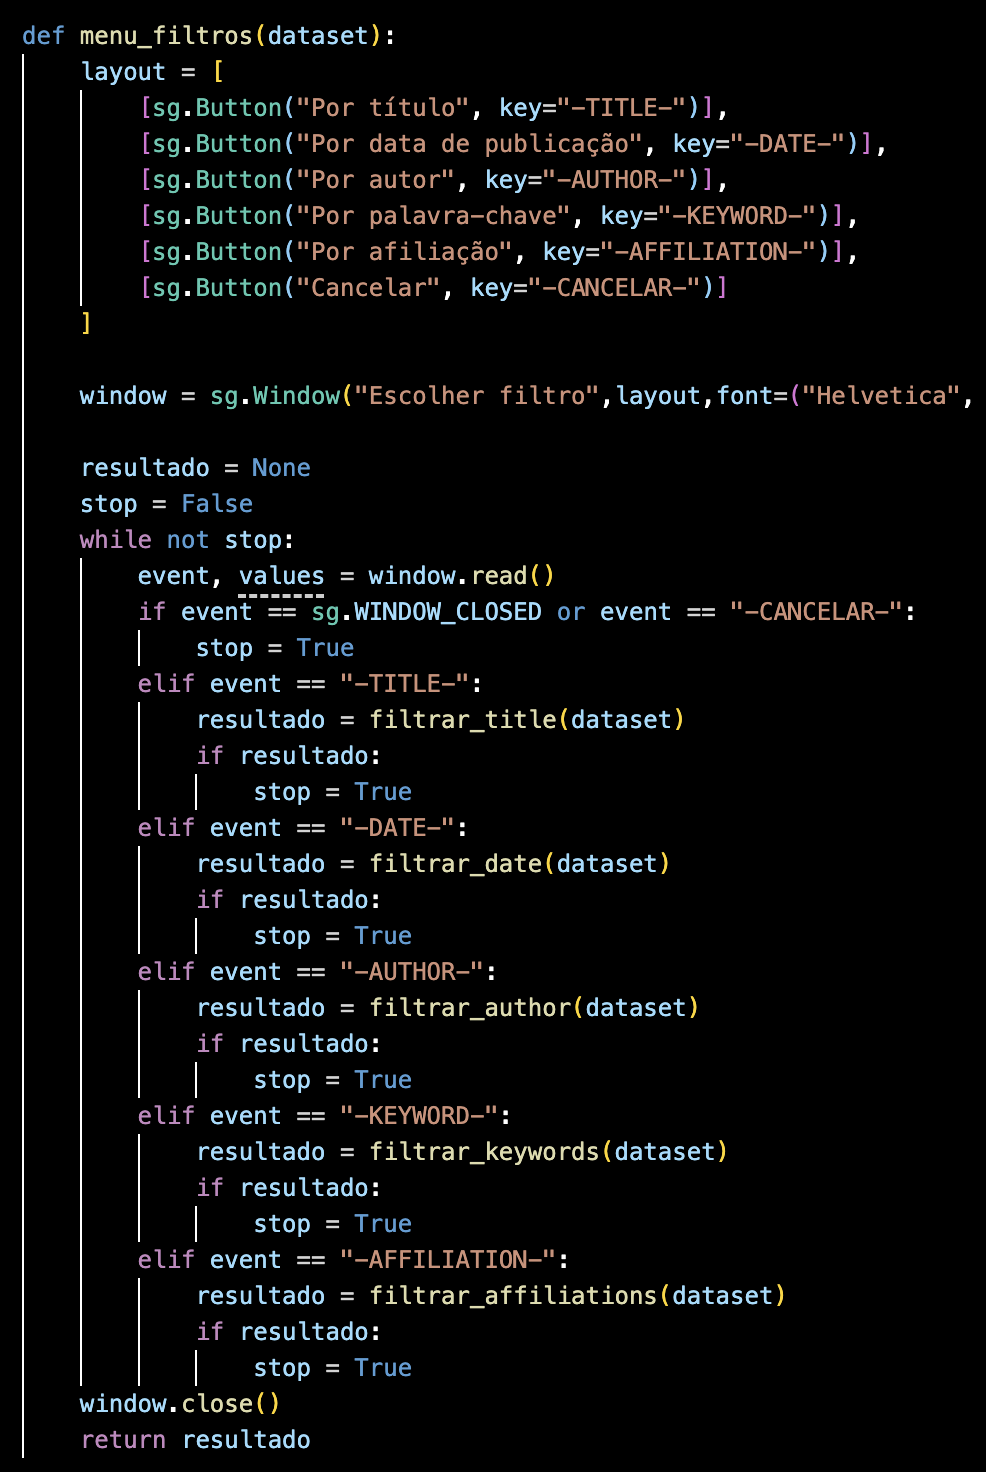 def menu_filtros(dataset):
    layout = [
        [sg.Button("Por título", key="-TITLE-")],
        [sg.Button("Por data de publicação", key="-DATE-")],
        [sg.Button("Por autor", key="-AUTHOR-")],
        [sg.Button("Por palavra-chave", key="-KEYWORD-")],
        [sg.Button("Por afiliação", key="-AFFILIATION-")],
        [sg.Button("Cancelar", key="-CANCELAR-")]
    ]
    window = sg.Window("Escolher filtro",layout,font=("Helvetica",
    resultado = None
    stop = False
    while not stop:
        event, values = window.read()
        if event == sg.WINDOW_CLOSED or event == "-CANCELAR-":
            stop = True
        elif event == "-TITLE-":
            resultado = filtrar_title(dataset)
            if resultado:
                stop = True
        elif event == "-DATE-":
            resultado = filtrar_date(dataset)
            if resultado:
                stop = True
        elif event == "-AUTHOR-":
            resultado = filtrar_author(dataset)
            if resultado:
                stop = True
        elif event == "-KEYWORD-":
            resultado = filtrar_keywords(dataset)
            if resultado:
                stop = True
        elif event == "-AFFILIATION-":
            resultado = filtrar_affiliations(dataset)
            if resultado:
                stop = True
    window.close()
    return resultado